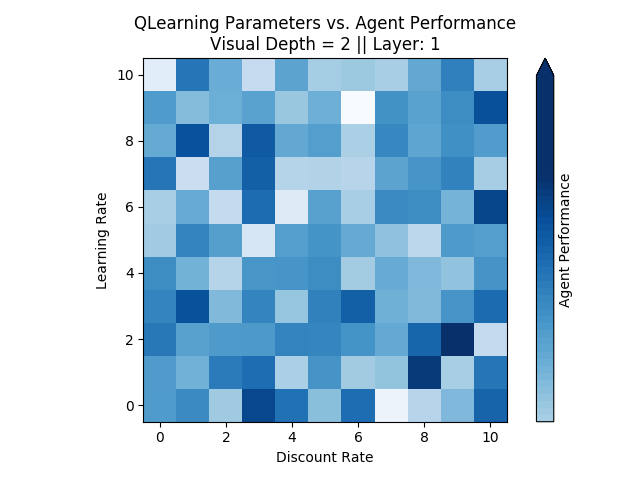 QLearning Parameters vs. Agent Performance
Visual Depth = 2 || Layer: 1
10
8
6
4
2
0
Learning Rate
0 2 4 6 8 10
Discount Rate
Agent Performance